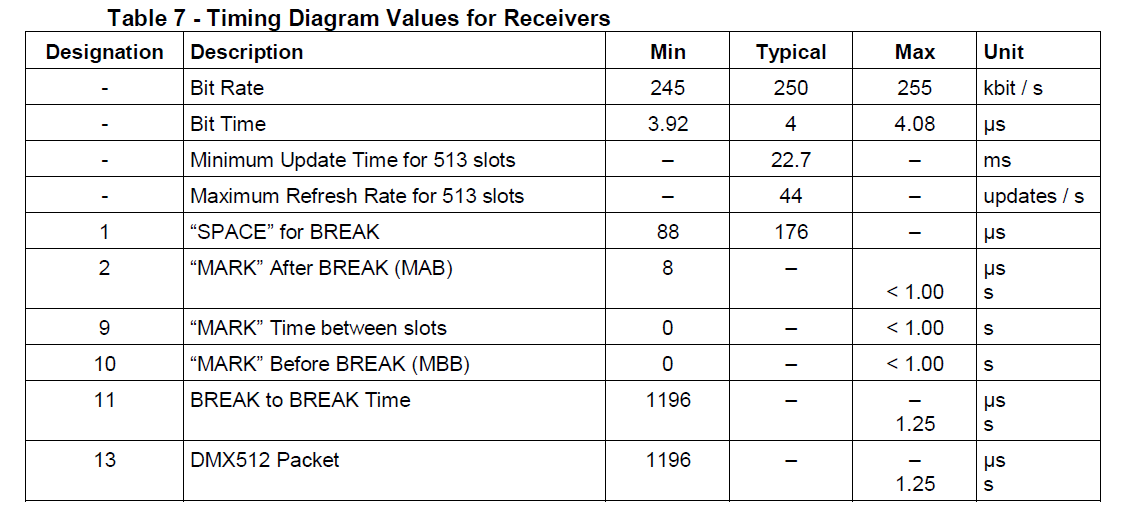 Table 7 - Timing Diagram Values for Receivers
Designation Description Min Typical Max Unit
- Bit Rate 245 250 255 kbit / s
- Bit Time 3.92 4 4.08 µs
- Minimum Update Time for 513 slots – 22.7 – ms
- Maximum Refresh Rate for 513 slots – 44 – updates / s
1 “SPACE” for BREAK 88 176 – µs
2 “MARK” After BREAK (MAB) 8 – µs
< 1.00 s
9 “MARK” Time between slots 0 – < 1.00 s
10 “MARK” Before BREAK (MBB) 0 – < 1.00 s
11 BREAK to BREAK Time 1196 – – µs
1.25 s
13 DMX512 Packet 1196 – – µs
1.25 s